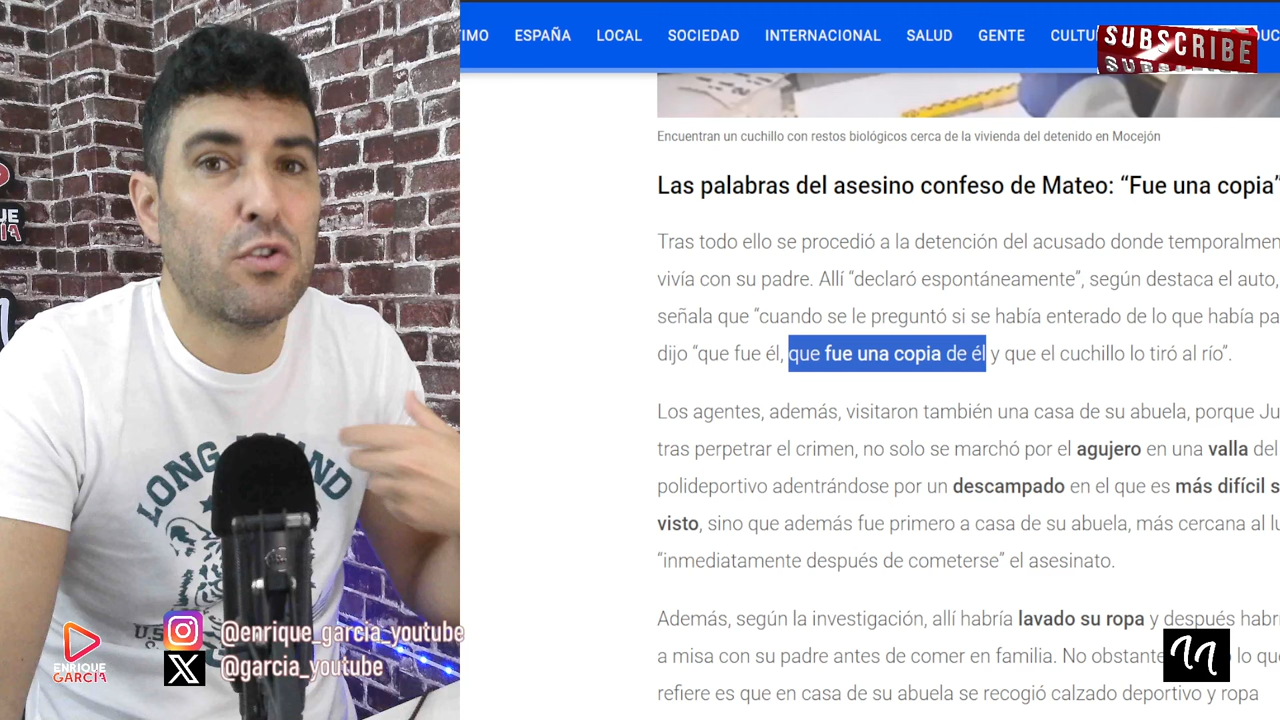 IMO ESPAÑA LOCAL SOCIEDAD INTERNACIONAL SALUD GENTE CULTU
SUBSCRIBE
Encuentran un cuchillo con restos biológicos cerca de la vivienda del detenido en Mocejón
Las palabras del asesino confeso de Mateo: “Fue una copia”
Tras todo ello se procedió a la detención del acusado donde temporalmen
vivía con su padre. Allí “declaró espontáneamente”, según destaca el auto,
señala que “cuando se le preguntó si se había enterado de lo que había pa
dijo “que fue él, que fue una copia de él y que el cuchillo lo tiró al río”.
Los agentes, además, visitaron también una casa de su abuela, porque Ju
tras perpetrar el crimen, no solo se marchó por el agujero en una valla del
polideportivo adentrándose por un descampado en el que es más difícil s
visto, sino que además fue primero a casa de su abuela, más cercana al lu
“inmediatamente después de cometerse” el asesinato.
Además, según la investigación, allí habría lavado su ropa y después habr
a misa con su padre antes de comer en familia. No obstante lo que
refiere es que en casa de su abuela se recogió calzado deportivo y ropa
LONG ISLAND
@enrique_garcia_youtube
@garcia_youtube
ENRIQUE
GARCIA